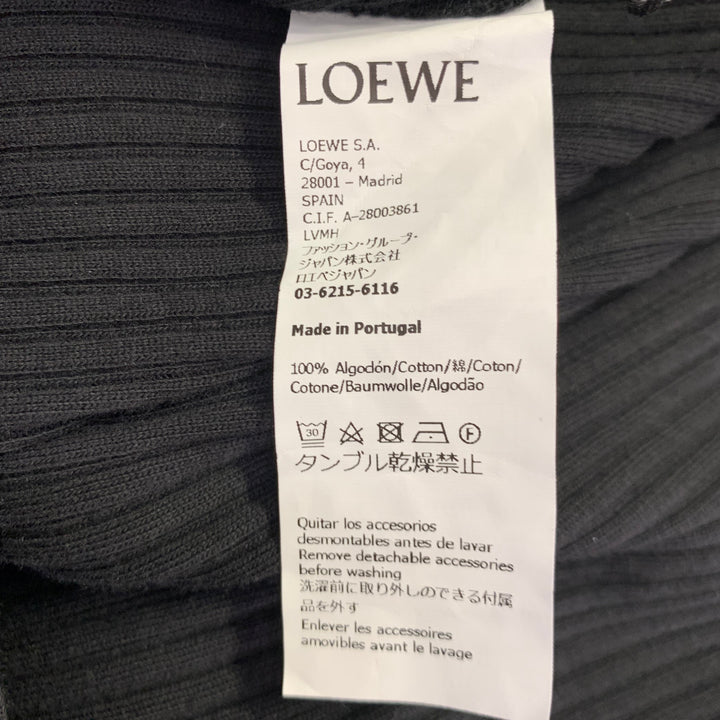 LOEWE
LOEWE S.A.
C/Goya, 4
28001 – Madrid
SPAIN
C.I.F. A–28003861
LVMH
ファッション・グループ・
ジャパン株式会社
ロエベジャパン
03-6215-6116
Made in Portugal
100% Algodón/Cotton/綿/Coton/
Cotone/Baumwolle/Algodão
30 F
タンブル乾燥禁止
Quitar los accesorios
desmontables antes de lavar
Remove detachable accessories
before washing
洗濯前に取り外しのできる付属
品を外す
Enlever les accessoires
amovibles avant le lavage